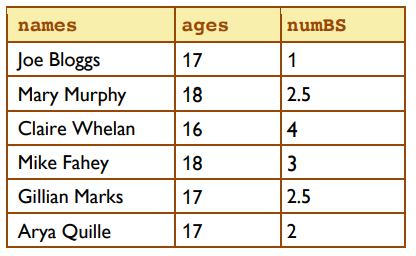 names ages numBS
Joe Bloggs 17 1
Mary Murphy 18 2.5
Claire Whelan 16 4
Mike Fahey 18 3
Gillian Marks 17 2.5
Arya Quille 17 2